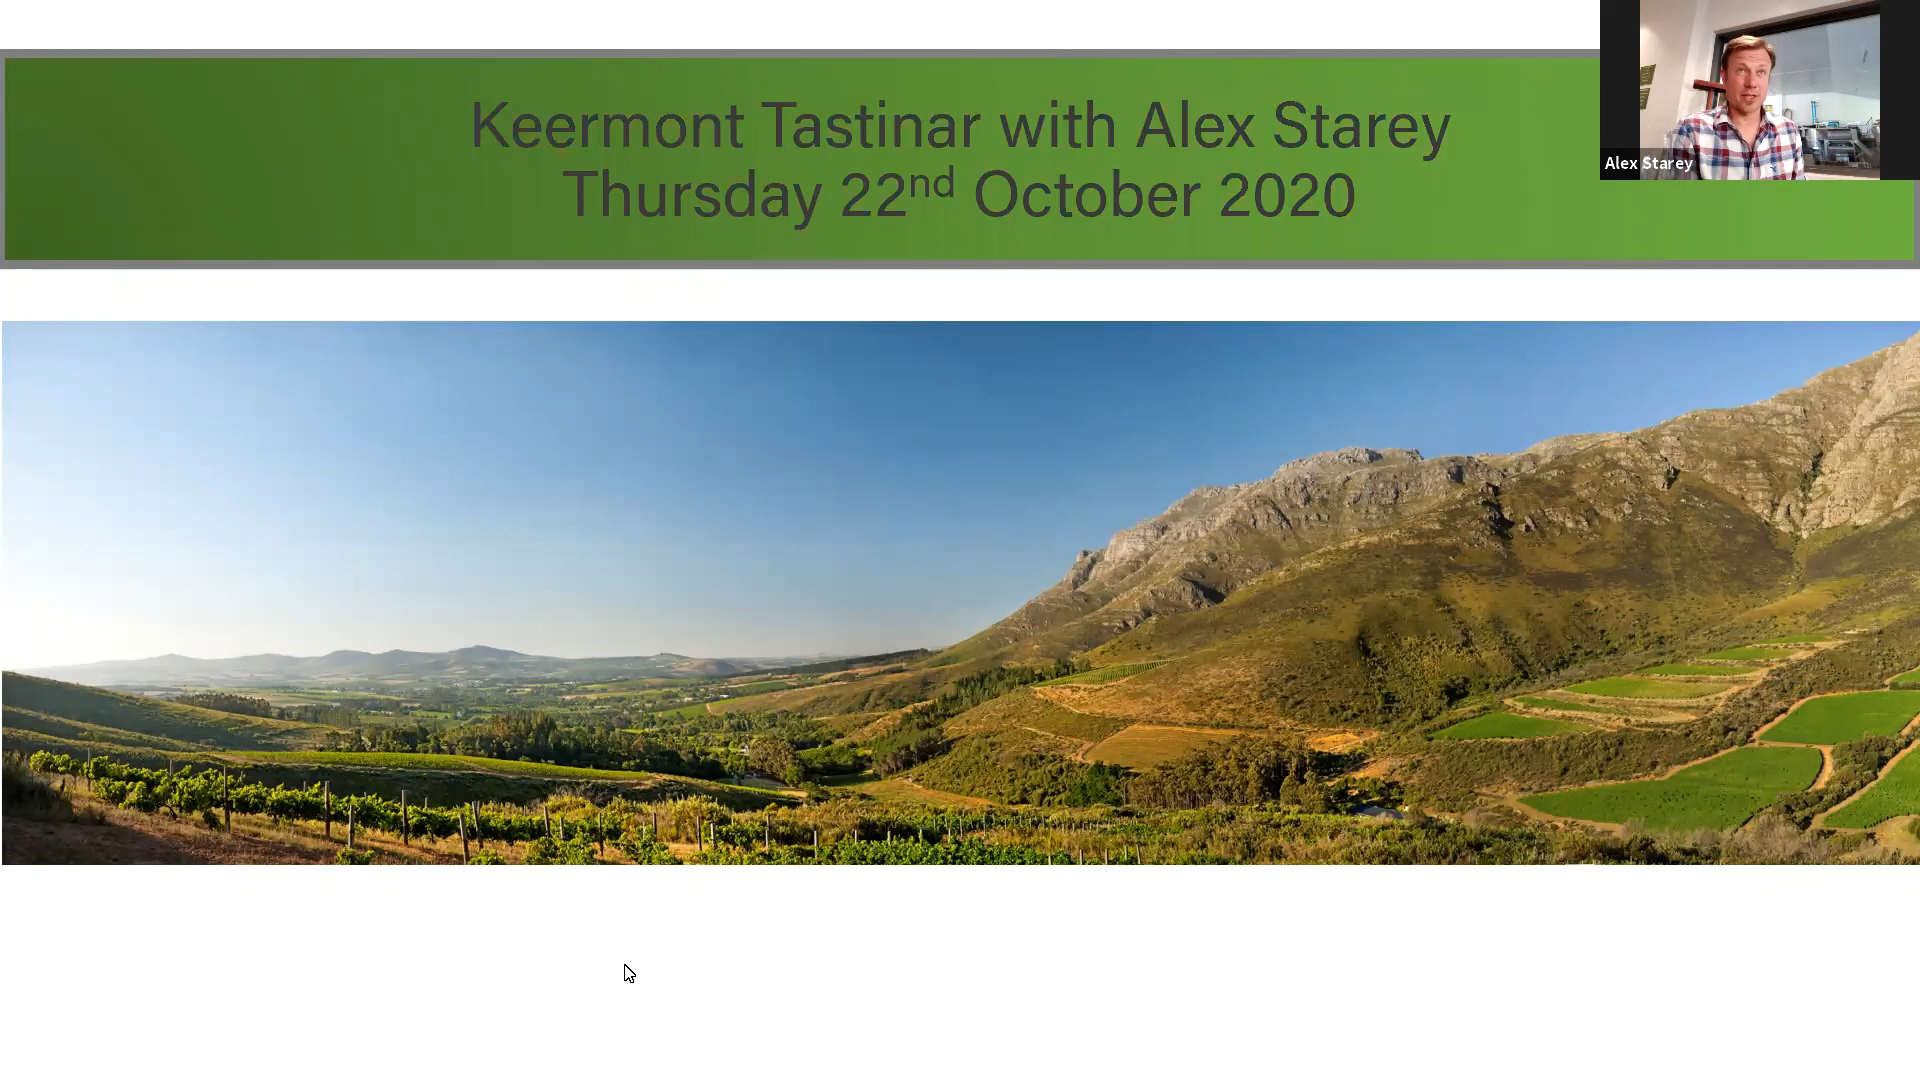 Keermont Tastinar with Alex Starey
Thursday 22nd October 2020
Alex Starey